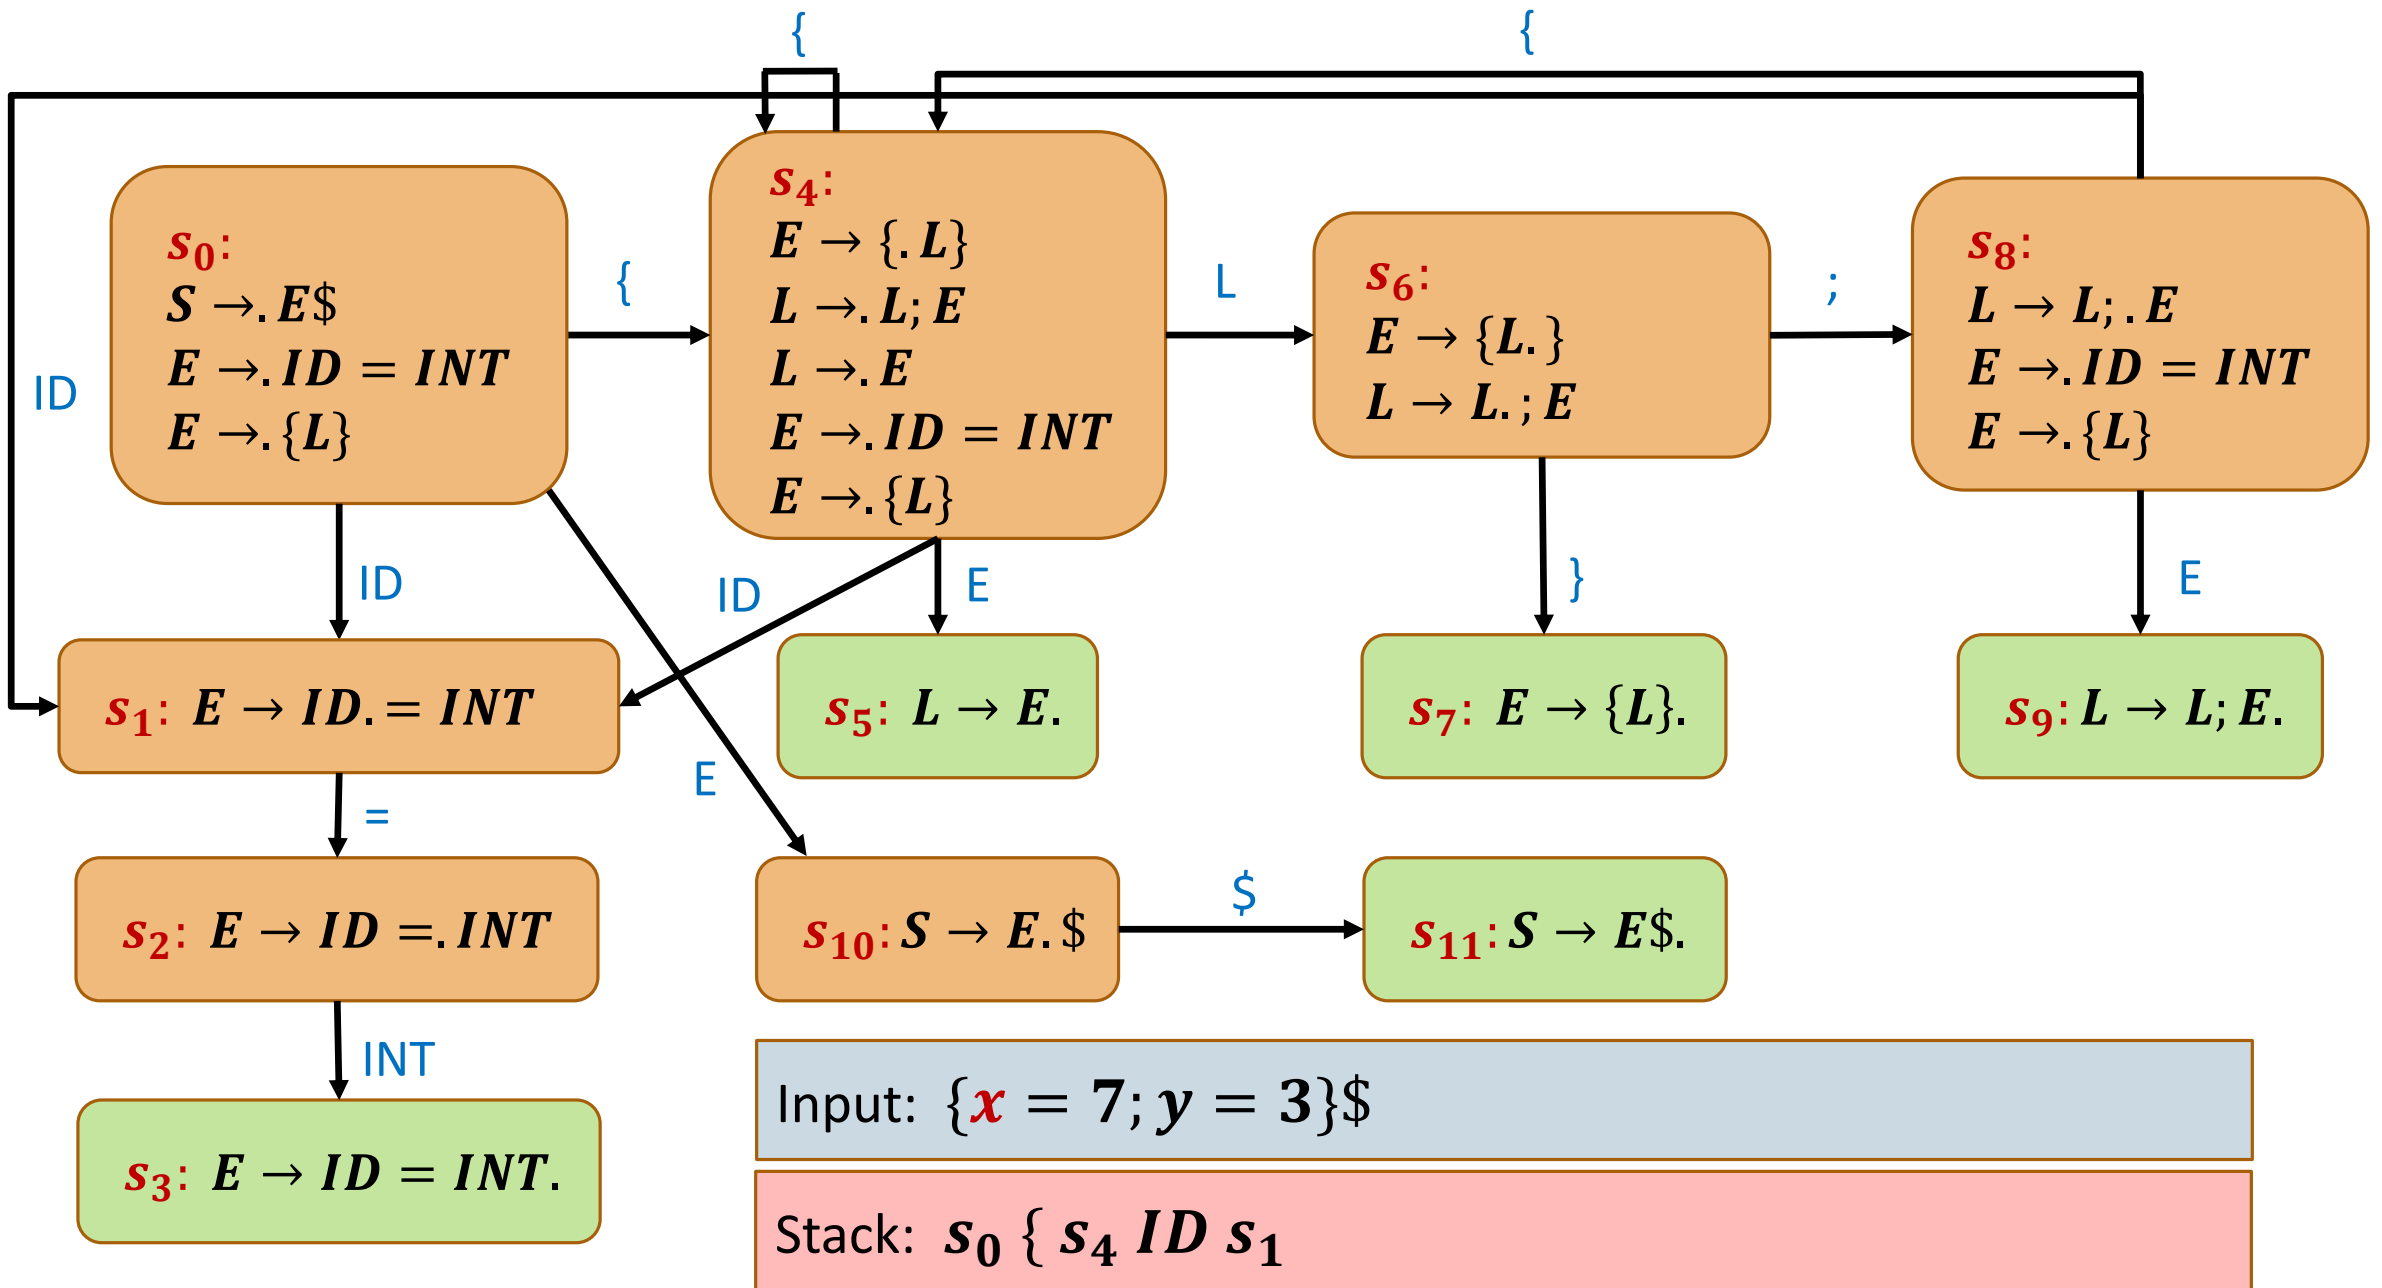 {
{
s₀:
S →. E$
E →. ID = INT
E →. {L}
{
s₄:
E → {. L}
L →. L; E
L →. E
E →. ID = INT
E →. {L}
L
s₆:
E → {L. }
L → L. ; E
;
s₈:
L → L; . E
E →. ID = INT
E →. {L}
ID
ID
ID
E
}
E
s₁: E → ID. = INT
s₅: L → E.
s₇: E → {L}.
s₉: L → L; E.
E
=
s₂: E → ID =. INT
s₁₀: S → E. $
$
s₁₁: S → E$.
INT
s₃: E → ID = INT.
Input: {x = 7; y = 3}$
Stack: s₀ { s₄ ID s₁